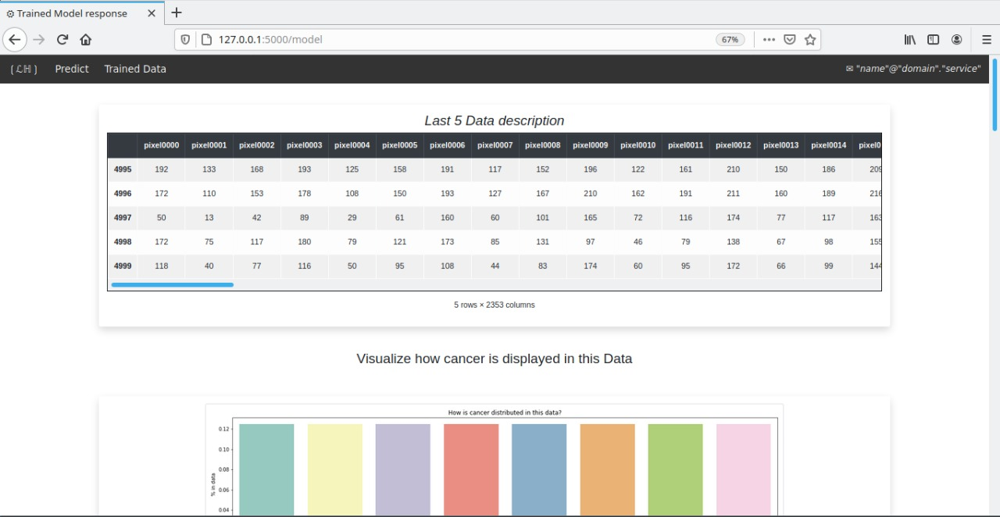 Trained Model response
127.0.0.1:5000/model 67%
(ℒℍ) Predict Trained Data "name"@"domain"."service"
Last 5 Data description
pixel0000 pixel0001 pixel0002 pixel0003 pixel0004 pixel0005 pixel0006 pixel0007 pixel0008 pixel0009 pixel0010 pixel0011 pixel0012 pixel0013 pixel0014 pixel0
4995 192 133 168 193 125 158 191 117 152 196 122 161 210 150 186 209
4996 172 110 153 178 108 150 193 127 167 210 162 191 211 160 189 216
4997 50 13 42 89 29 61 160 60 101 165 72 116 174 77 117 163
4998 172 75 117 180 79 121 173 85 131 97 46 79 138 67 98 155
4999 118 40 77 116 50 95 108 44 83 174 60 95 172 66 99 144
5 rows × 2353 columns
Visualize how cancer is displayed in this Data
How is cancer distributed in this data?
0.12
0.10
0.08
0.06
0.04
% in data